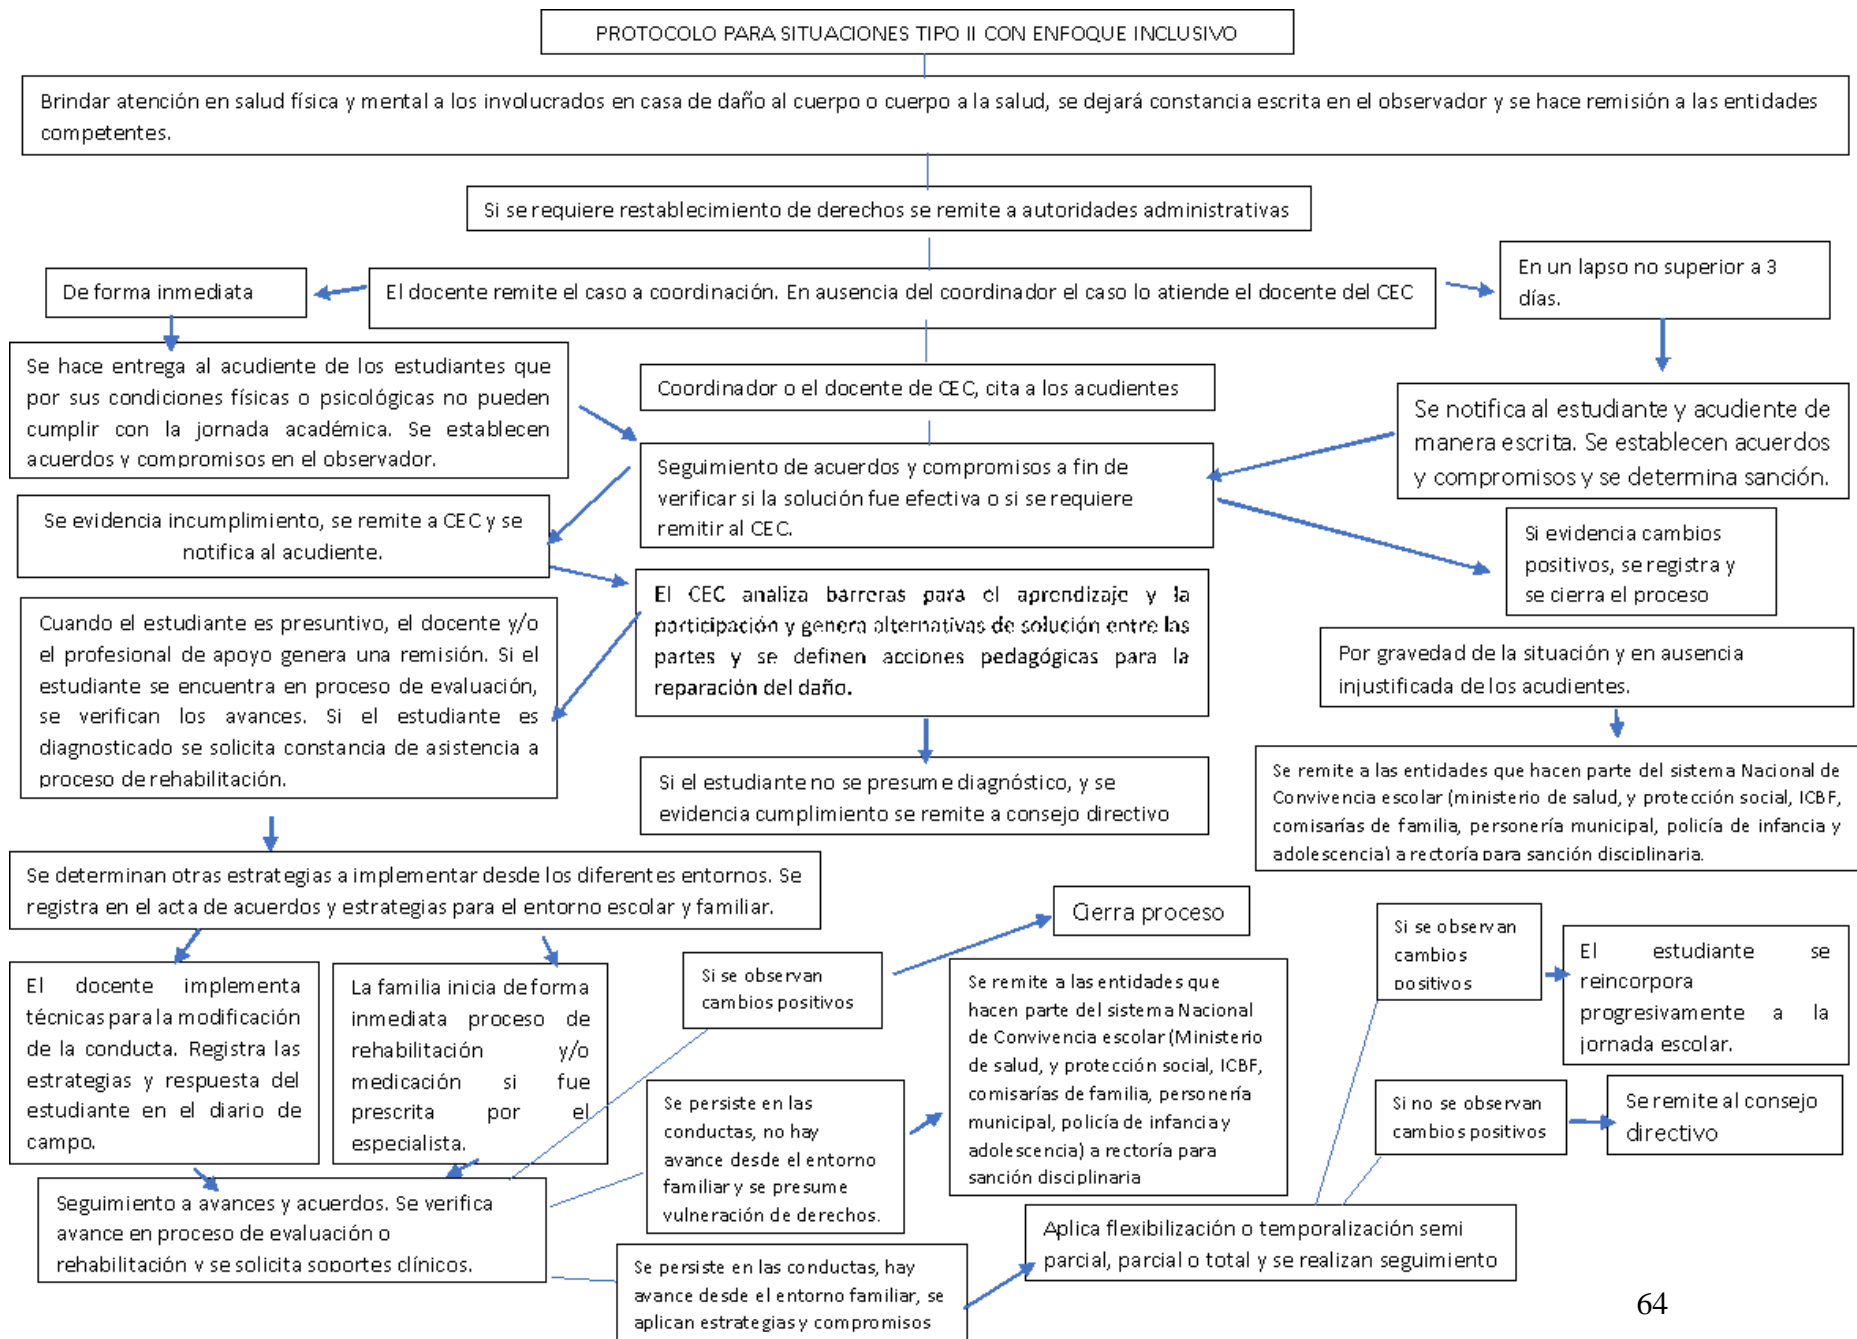 PROTOCOLO PARA SITUACIONES TIPO II CON ENFOQUE INCLUSIVO
Brindar atención en salud física y mental a los involucrados en casa de daño al cuerpo o cuerpo a la salud, se dejará constancia escrita en el observador y se hace remisión a las entidades
competentes.
Si se requiere restablecimiento de derechos se remite a autoridades administrativas
De forma inmediata
El docente remite el caso a coordinación. En ausencia del coordinador el caso lo atiende el docente del CEC
En un lapso no superior a 3
días.
Se hace entrega al acudiente de los estudiantes que
por sus condiciones físicas o psicológicas no pueden
cumplir con la jornada académica. Se establecen
acuerdos y compromisos en el observador.
Coordinador o el docente de CEC, cita a los acudientes
Se notifica al estudiante y acudiente de
manera escrita. Se establecen acuerdos
y compromisos y se determina sanción.
Seguimiento de acuerdos y compromisos a fin de
verificar si la solución fue efectiva o si se requiere
remitir al CEC.
Se evidencia incumplimiento, se remite a CEC y se
notifica al acudiente.
Si evidencia cambios
positivos, se registra y
se cierra el proceso
El CEC analiza barreras para el aprendizaje y la
participación y genera alternativas de solución entre las
partes y se definen acciones pedagógicas para la
reparación del daño.
Cuando el estudiante es presuntivo, el docente y/o
el profesional de apoyo genera una remisión. Si el
estudiante se encuentra en proceso de evaluación,
se verifican los avances. Si el estudiante es
diagnosticado se solicita constancia de asistencia a
proceso de rehabilitación.
Por gravedad de la situación y en ausencia
injustificada de los acudientes.
Si el estudiante no se presume diagnóstico, y se
evidencia cumplimiento se remite a consejo directivo
Se remite a las entidades que hacen parte del sistema Nacional de
Convivencia escolar (ministerio de salud, y protección social, ICBF,
comisarías de familia, personería municipal, policía de infancia y
adolescencia) a rectoría para sanción disciplinaria.
Se determinan otras estrategias a implementar desde los diferentes entornos. Se
registra en el acta de acuerdos y estrategias para el entorno escolar y familiar.
Cierra proceso
Si se observan
cambios
positivos
El estudiante se
reincorpora
progresivamente a la
jornada escolar.
El docente implementa
técnicas para la modificación
de la conducta. Registra las
estrategias y respuesta del
estudiante en el diario de
campo.
La familia inicia de forma
inmediata proceso de
rehabilitación y/o
medicación si fue
prescrita por el
especialista.
Si se observan
cambios positivos
Se remite a las entidades que
hacen parte del sistema Nacional
de Convivencia escolar (Ministerio
de salud, y protección social, ICBF,
comisarías de familia, personería
municipal, policía de infancia y
adolescencia) a rectoría para
sanción disciplinaria
Si no se observan
cambios positivos
Se remite al consejo
directivo
Se persiste en las
conductas, no hay
avance desde el entorno
familiar y se presume
vulneración de derechos.
Seguimiento a avances y acuerdos. Se verifica
avance en proceso de evaluación o
rehabilitación y se solicita soportes clínicos.
Aplica flexibilización o temporalización semi
parcial, parcial o total y se realizan seguimiento
Se persiste en las conductas, hay
avance desde el entorno familiar, se
aplican estrategias y compromisos
64